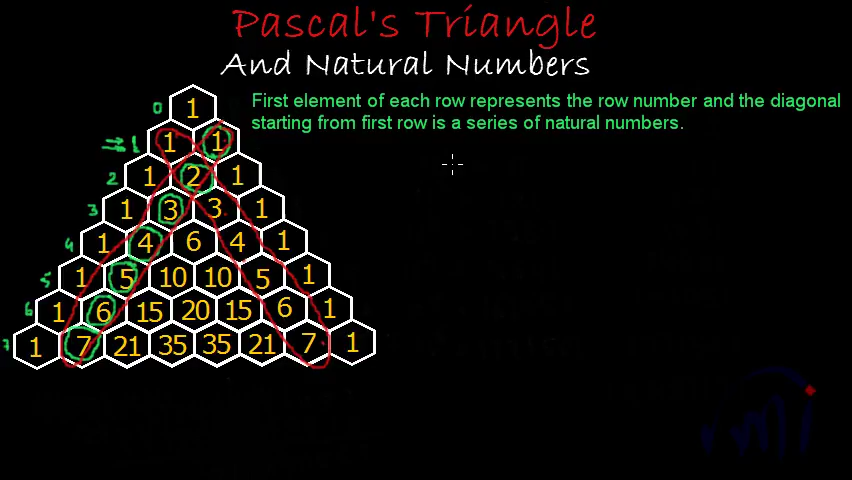 Pascal's Triangle
And Natural Numbers
First element of each row represents the row number and the diagonal
starting from first row is a series of natural numbers.
0 1
1 1 1
2 1 2 1
3 1 3 3 1
4 1 4 6 4 1
5 1 5 10 10 5 1
6 1 6 15 20 15 6 1
7 1 7 21 35 35 21 7 1